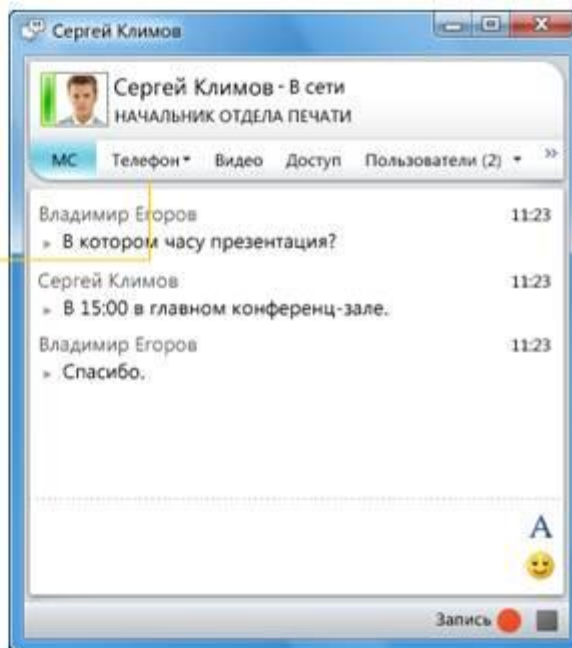 Сергей Климов
Сергей Климов - В сети
НАЧАЛЬНИК ОТДЕЛА ПЕЧАТИ
МС Телефон Видео Доступ Пользователи (2) »
Владимир Егоров 11:23
» В котором часу презентация?
Сергей Климов 11:23
» В 15:00 в главном конференц-зале.
Владимир Егоров 11:23
» Спасибо.
A
Запись